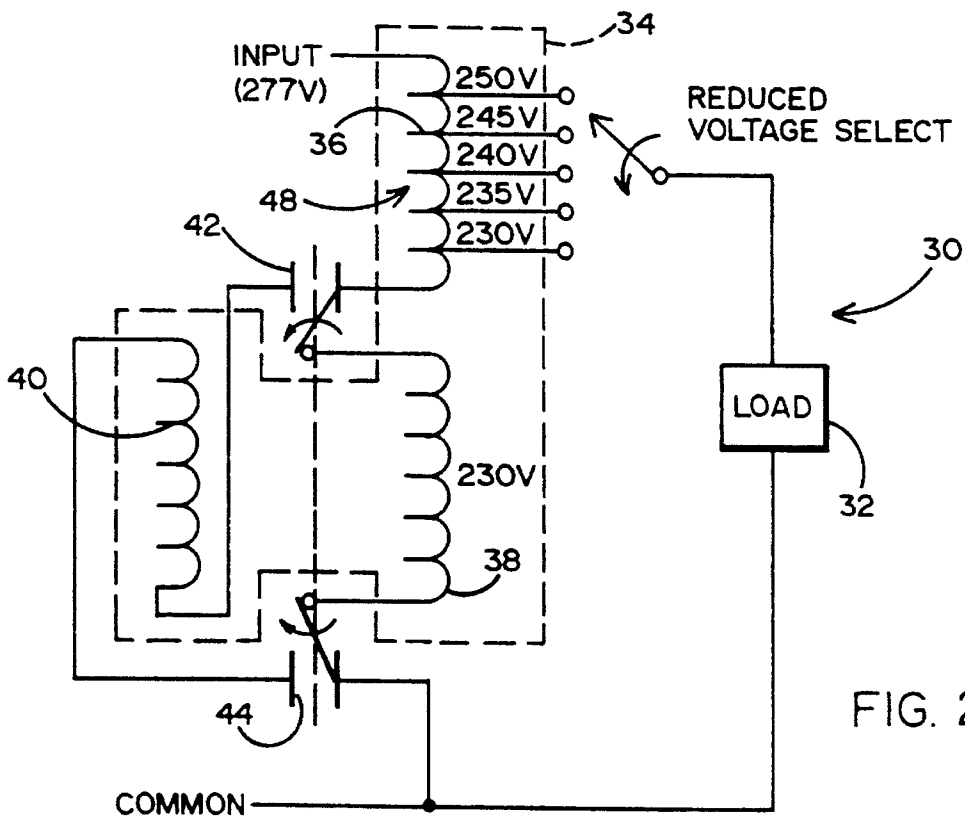 34
INPUT
(277V)
250V
245V
240V
235V
230V
REDUCED
VOLTAGE SELECT
36
48
42
30
40
LOAD
32
230V
38
44
FIG. 2
COMMON